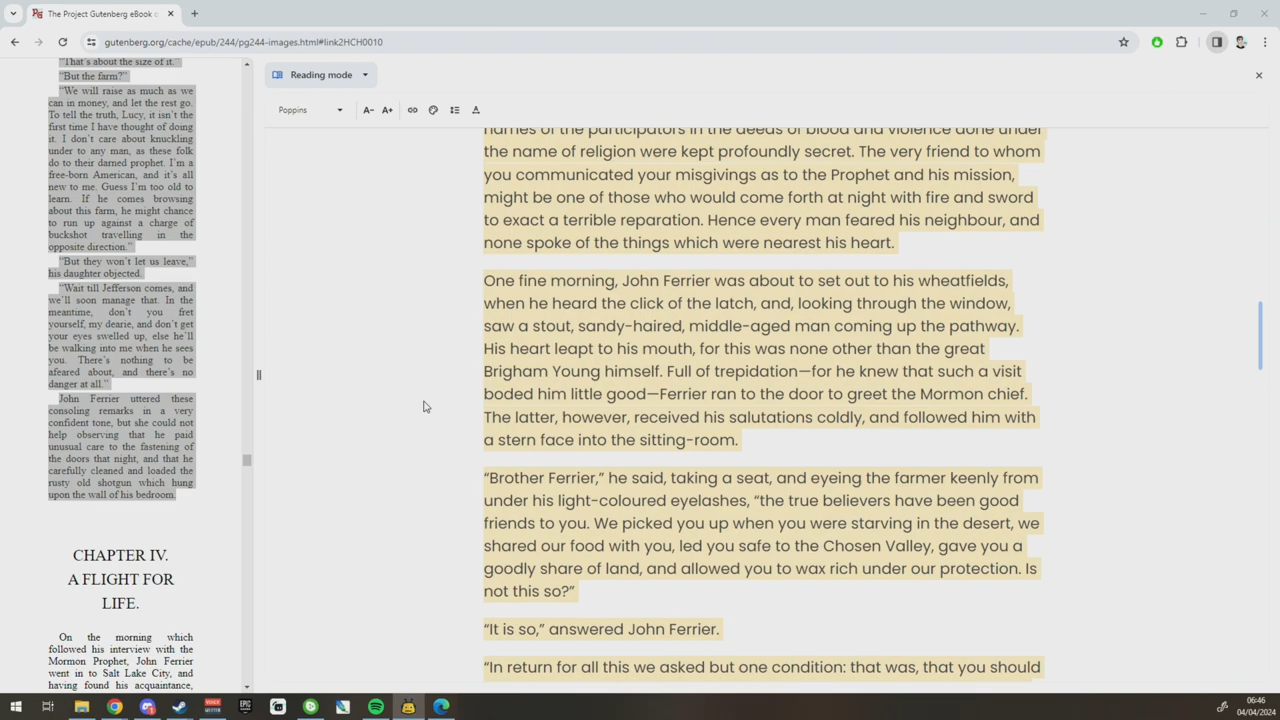 The Project Gutenberg eBook o
gutenberg.org/cache/epub/244/pg244-images.html#link2HCH0010
“That’s about the size of it.”
“But the farm?”
“We will raise as much as we
can in money, and let the rest go.
To tell the truth, Lucy, it isn’t the
first time I have thought of doing
it. I don’t care about knuckling
under to any man, as these folk
do to their darned prophet. I’m a
free-born American, and it’s all
new to me. Guess I’m too old to
learn. If he comes browsing
about this farm, he might chance
to run up against a charge of
buckshot travelling in the
opposite direction.”
“But they won’t let us leave,”
his daughter objected.
“Wait till Jefferson comes, and
we’ll soon manage that. In the
meantime, don’t you fret
yourself, my dearie, and don’t get
your eyes swelled up, else he’ll
be walking into me when he sees
you. There’s nothing to be
afeared about, and there’s no
danger at all.”
John Ferrier uttered these
consoling remarks in a very
confident tone, but she could not
help observing that he paid
unusual care to the fastening of
the doors that night, and that he
carefully cleaned and loaded the
rusty old shotgun which hung
upon the wall of his bedroom.
CHAPTER IV.
A FLIGHT FOR
LIFE.
On the morning which
followed his interview with the
Mormon Prophet, John Ferrier
went in to Salt Lake City, and
having found his acquaintance,
Reading mode
Poppins
names of the participators in the deeds of blood and violence done under
the name of religion were kept profoundly secret. The very friend to whom
you communicated your misgivings as to the Prophet and his mission,
might be one of those who would come forth at night with fire and sword
to exact a terrible reparation. Hence every man feared his neighbour, and
none spoke of the things which were nearest his heart.
One fine morning, John Ferrier was about to set out to his wheatfields,
when he heard the click of the latch, and, looking through the window,
saw a stout, sandy-haired, middle-aged man coming up the pathway.
His heart leapt to his mouth, for this was none other than the great
Brigham Young himself. Full of trepidation—for he knew that such a visit
boded him little good—Ferrier ran to the door to greet the Mormon chief.
The latter, however, received his salutations coldly, and followed him with
a stern face into the sitting-room.
“Brother Ferrier,” he said, taking a seat, and eyeing the farmer keenly from
under his light-coloured eyelashes, “the true believers have been good
friends to you. We picked you up when you were starving in the desert, we
shared our food with you, led you safe to the Chosen Valley, gave you a
goodly share of land, and allowed you to wax rich under our protection. Is
not this so?”
“It is so,” answered John Ferrier.
“In return for all this we asked but one condition: that was, that you should
06:46
04/04/2024